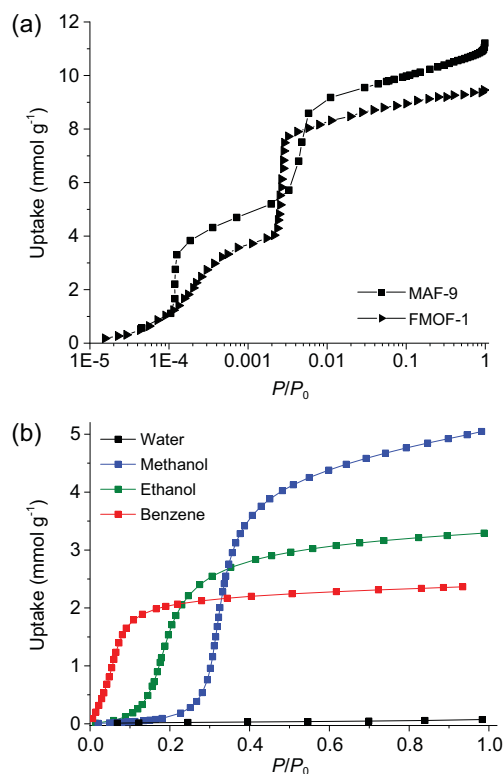 (a)
12
10
8
6
4
2
0
Uptake (mmol g⁻¹)
MAF-9
FMOF-1
1E-5 1E-4 0.001 0.01 0.1 1
P/P₀
(b)
5
4
3
2
1
0
Uptake (mmol g⁻¹)
Water
Methanol
Ethanol
Benzene
0.0 0.2 0.4 0.6 0.8 1.0
P/P₀